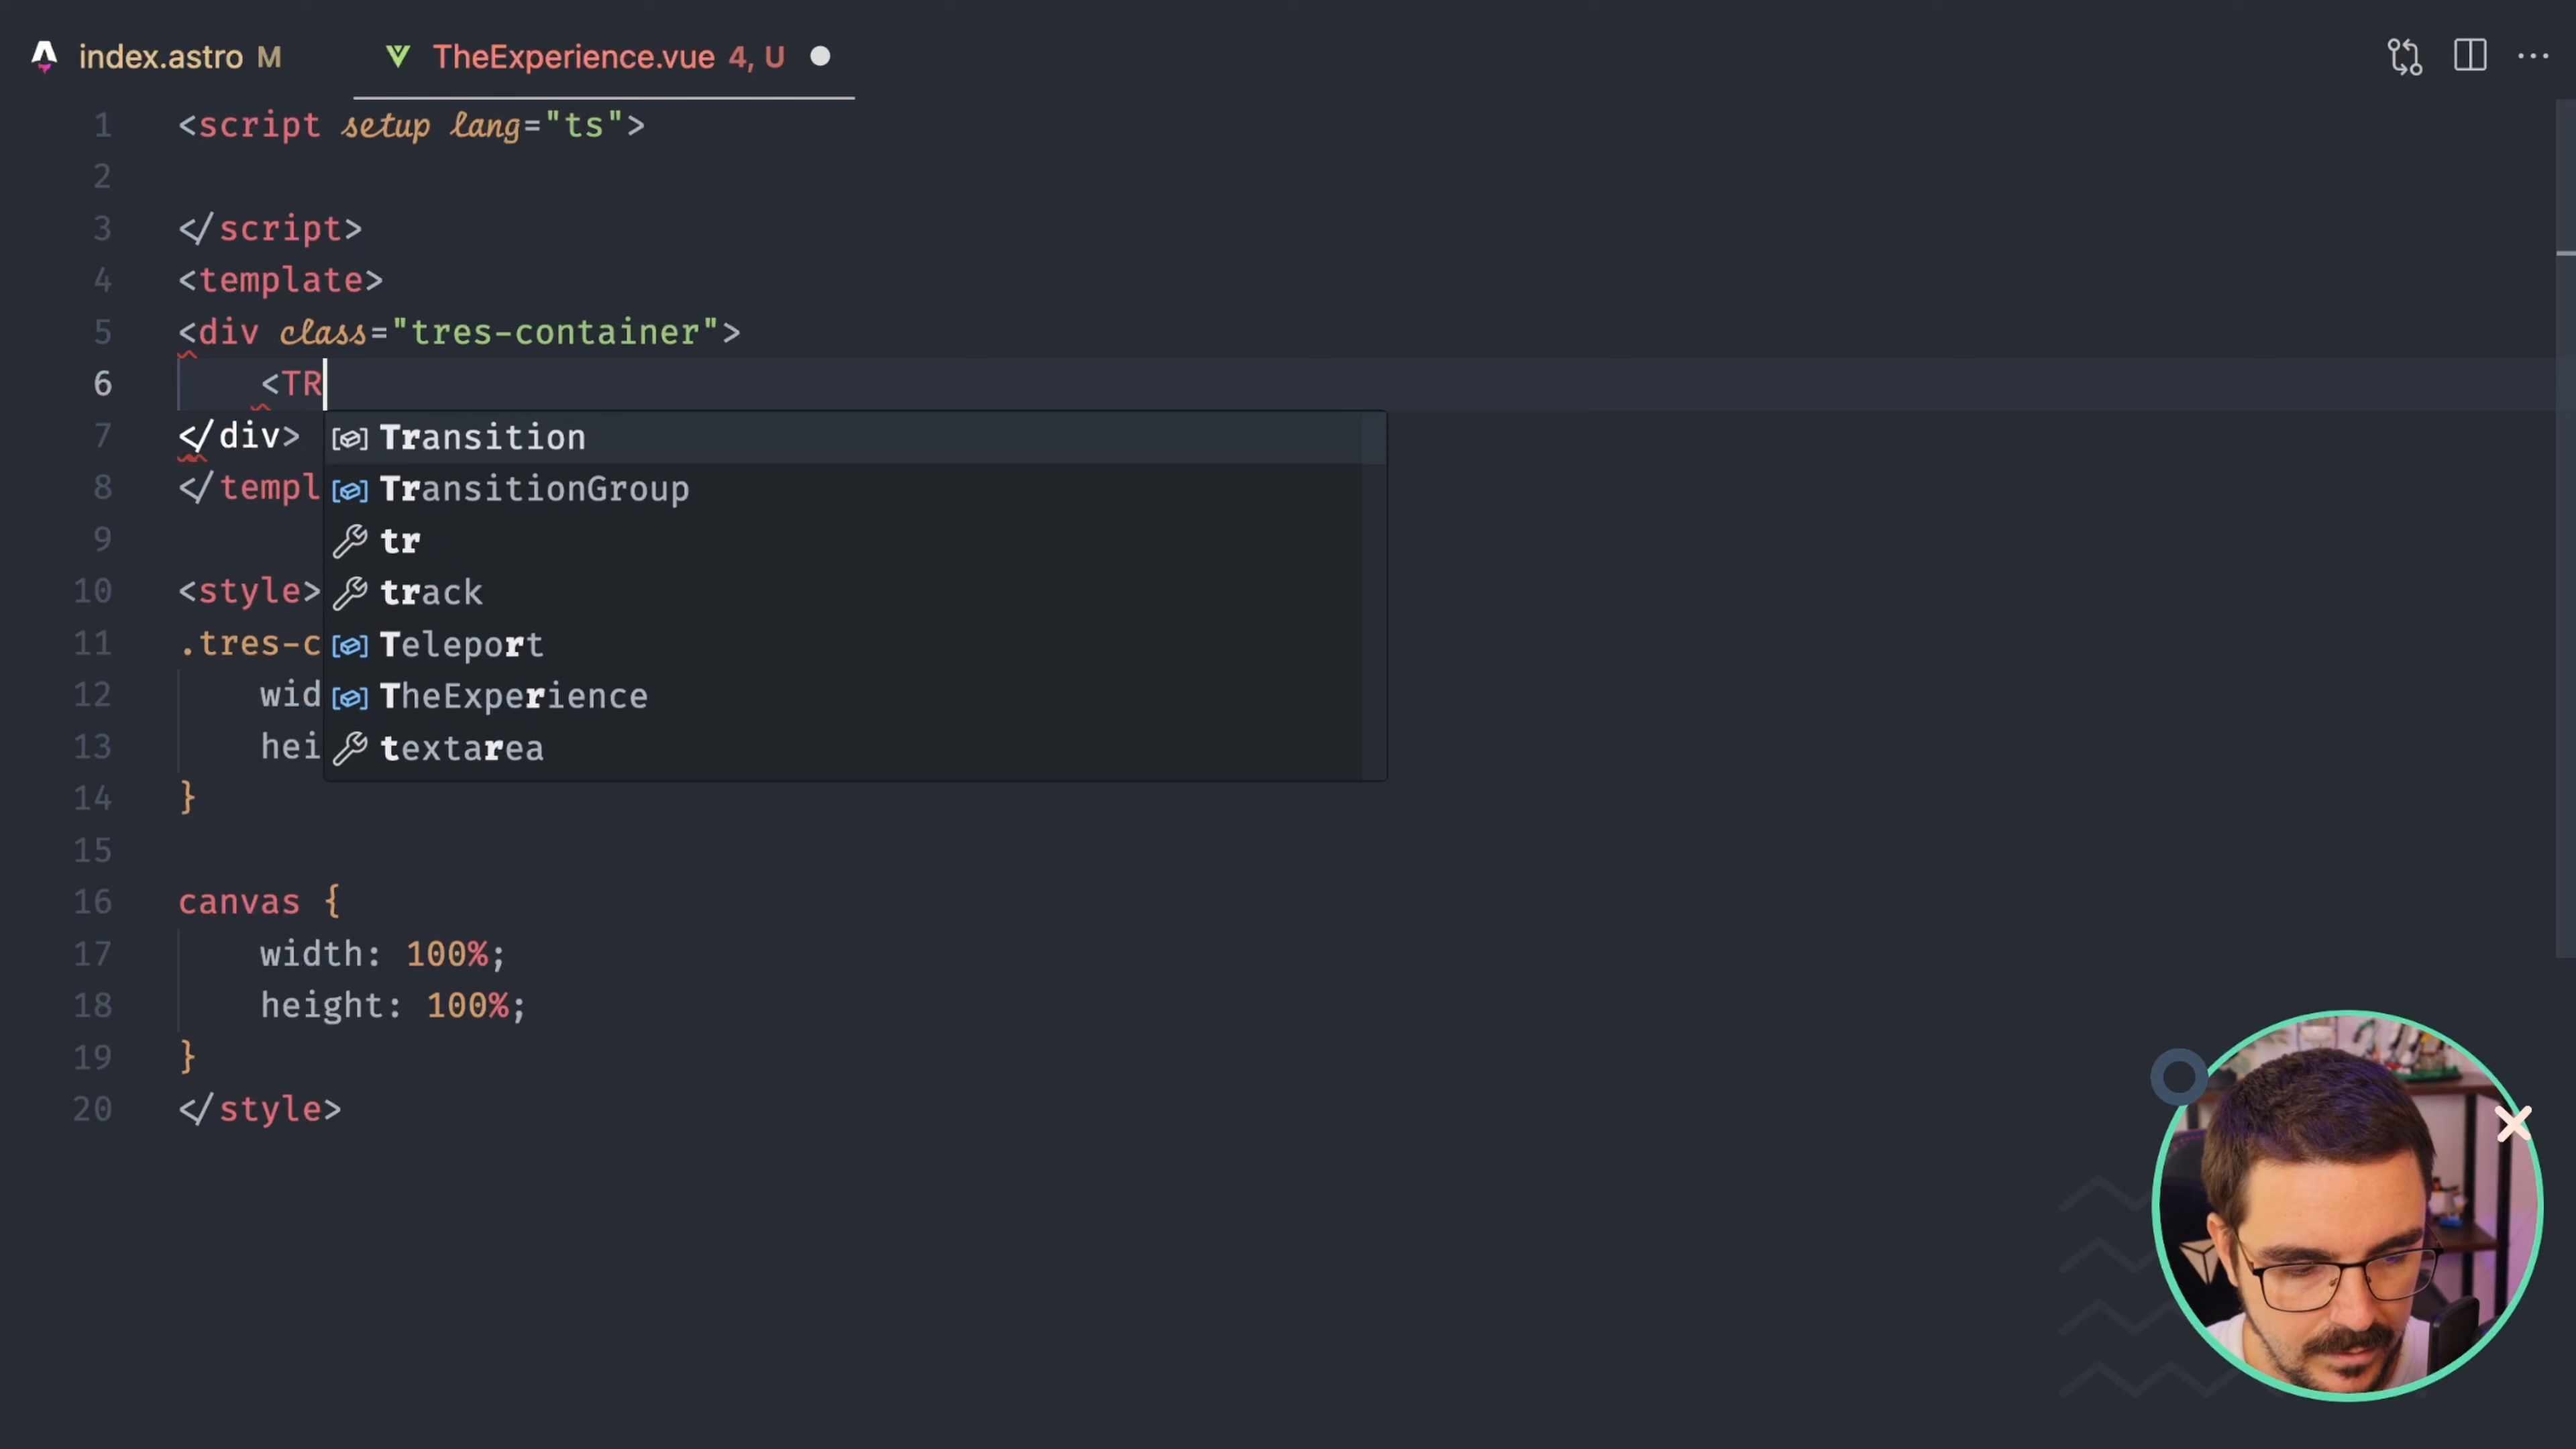 index.astro M
TheExperience.vue 4, U
1 <script setup lang="ts">
2
3 </script>
4 <template>
5 <div class="tres-container">
6 <TR
7 </div>
Transition
8 </templ
TransitionGroup
9
tr
10 <style>
track
11 .tres-c
Teleport
12 wid
TheExperience
13 hei
textarea
14 }
15
16 canvas {
17 width: 100%;
18 height: 100%;
19 }
20 </style>